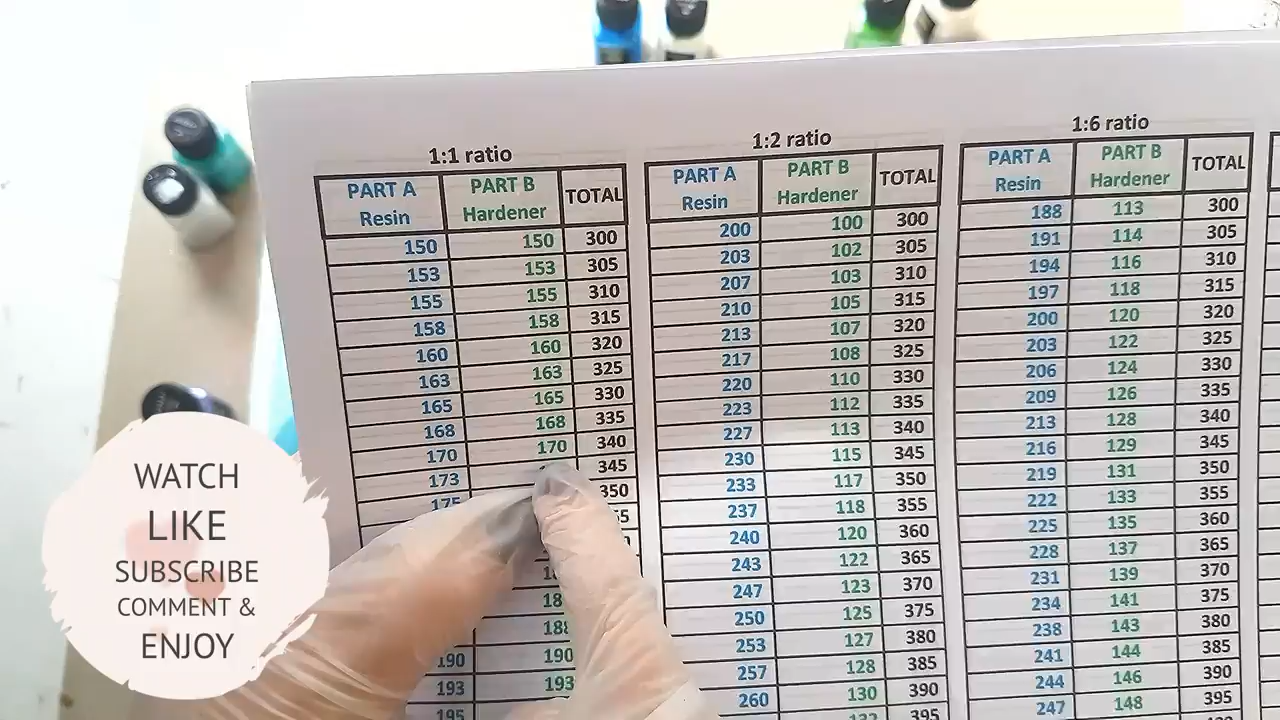 1:1 ratio
PART A Resin PART B Hardener TOTAL
150 150 300
153 153 305
155 155 310
158 158 315
160 160 320
163 163 325
165 165 330
168 168 335
170 170 340
173 345
175 350
190 190
193 193
195
1:2 ratio
PART A Resin PART B Hardener TOTAL
200 100 300
203 102 305
207 103 310
210 105 315
213 107 320
217 108 325
220 110 330
223 112 335
227 113 340
230 115 345
233 117 350
237 118 355
240 120 360
243 122 365
247 123 370
250 125 375
253 127 380
257 128 385
260 130 390
395
1:6 ratio
PART A Resin PART B Hardener TOTAL
188 113 300
191 114 305
194 116 310
197 118 315
200 120 320
203 122 325
206 124 330
209 126 335
213 128 340
216 129 345
219 131 350
222 133 355
225 135 360
228 137 365
231 139 370
234 141 375
238 143 380
241 144 385
244 146 390
247 148 395
WATCH
LIKE
SUBSCRIBE
COMMENT &
ENJOY